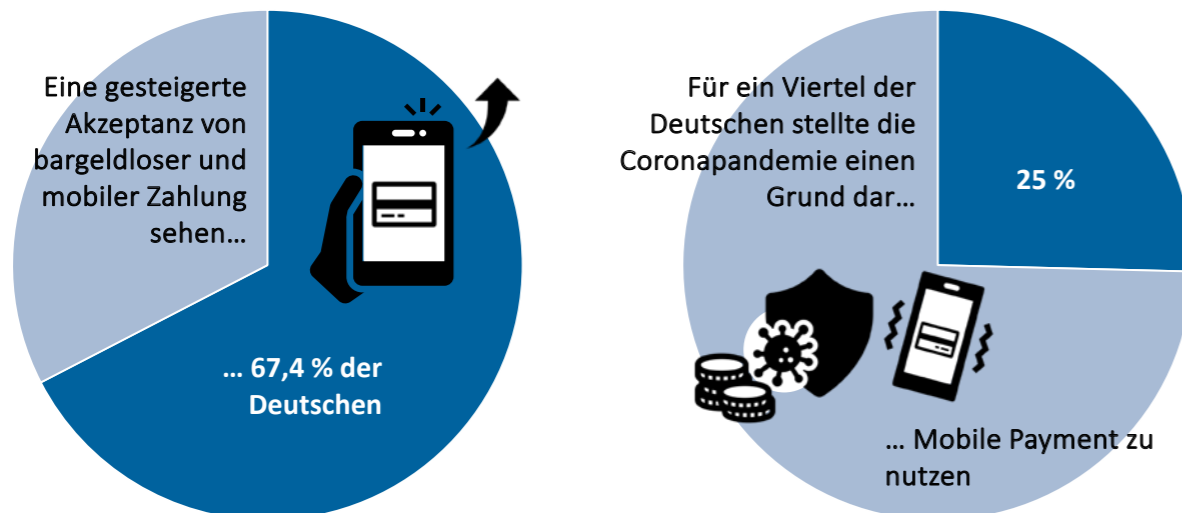 Eine gesteigerte
Akzeptanz von
bargeldloser und
mobiler Zahlung
sehen…
… 67,4 % der
Deutschen
Für ein Viertel der
Deutschen stellte die
Coronapandemie einen
Grund dar…
25 %
… Mobile Payment zu
nutzen